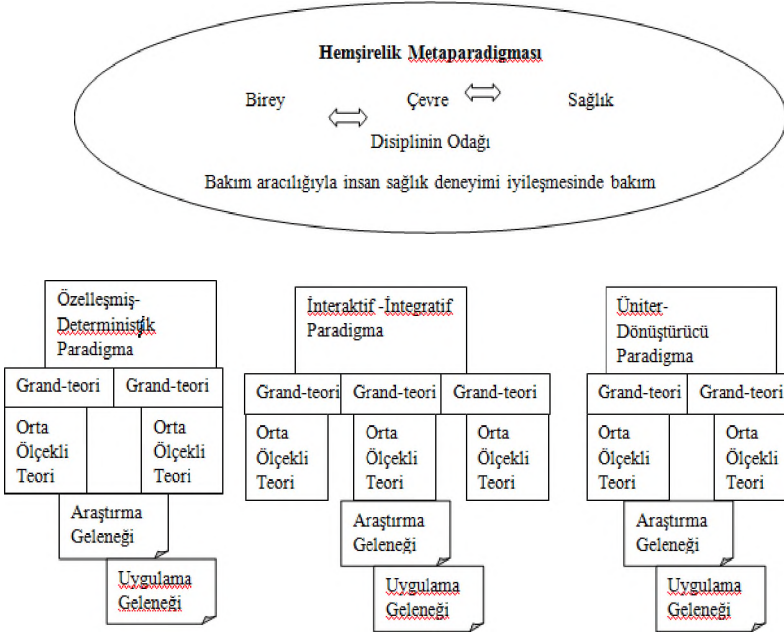 Hemşirelik Metaparadigması
Birey Çevre Sağlık
Disiplinin Odağı
Bakım aracılığıyla insan sağlık deneyimi iyileşmesinde bakım
Özelleşmiş-
Deterministik
Paradigma
Grand-teori Grand-teori
Orta
Ölçekli
Teori
Orta
Ölçekli
Teori
Araştırma
Geleneği
Uygulama
Geleneği
İnteraktif -İntegratif
Paradigma
Grand-teori Grand-teori Grand-teori
Orta
Ölçekli
Teori
Orta
Ölçekli
Teori
Orta
Ölçekli
Teori
Araştırma
Geleneği
Uygulama
Geleneği
Üniter-
Dönüştürücü
Paradigma
Grand-teori Grand-teori
Orta
Ölçekli
Teori
Orta
Ölçekli
Teori
Araştırma
Geleneği
Uygulama
Geleneği